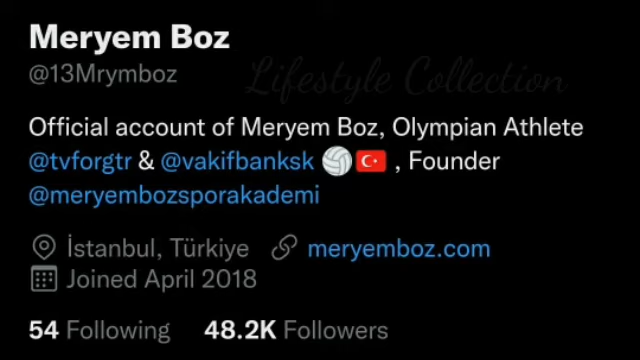 Meryem Boz
@13Mrymboz
Lifestyle Collection
Official account of Meryem Boz, Olympian Athlete
@tvforgtr & @vakifbanksk 🏐🇹🇷 , Founder
@meryembozsporakademi
İstanbul, Türkiye meryemboz.com
Joined April 2018
54 Following 48.2K Followers